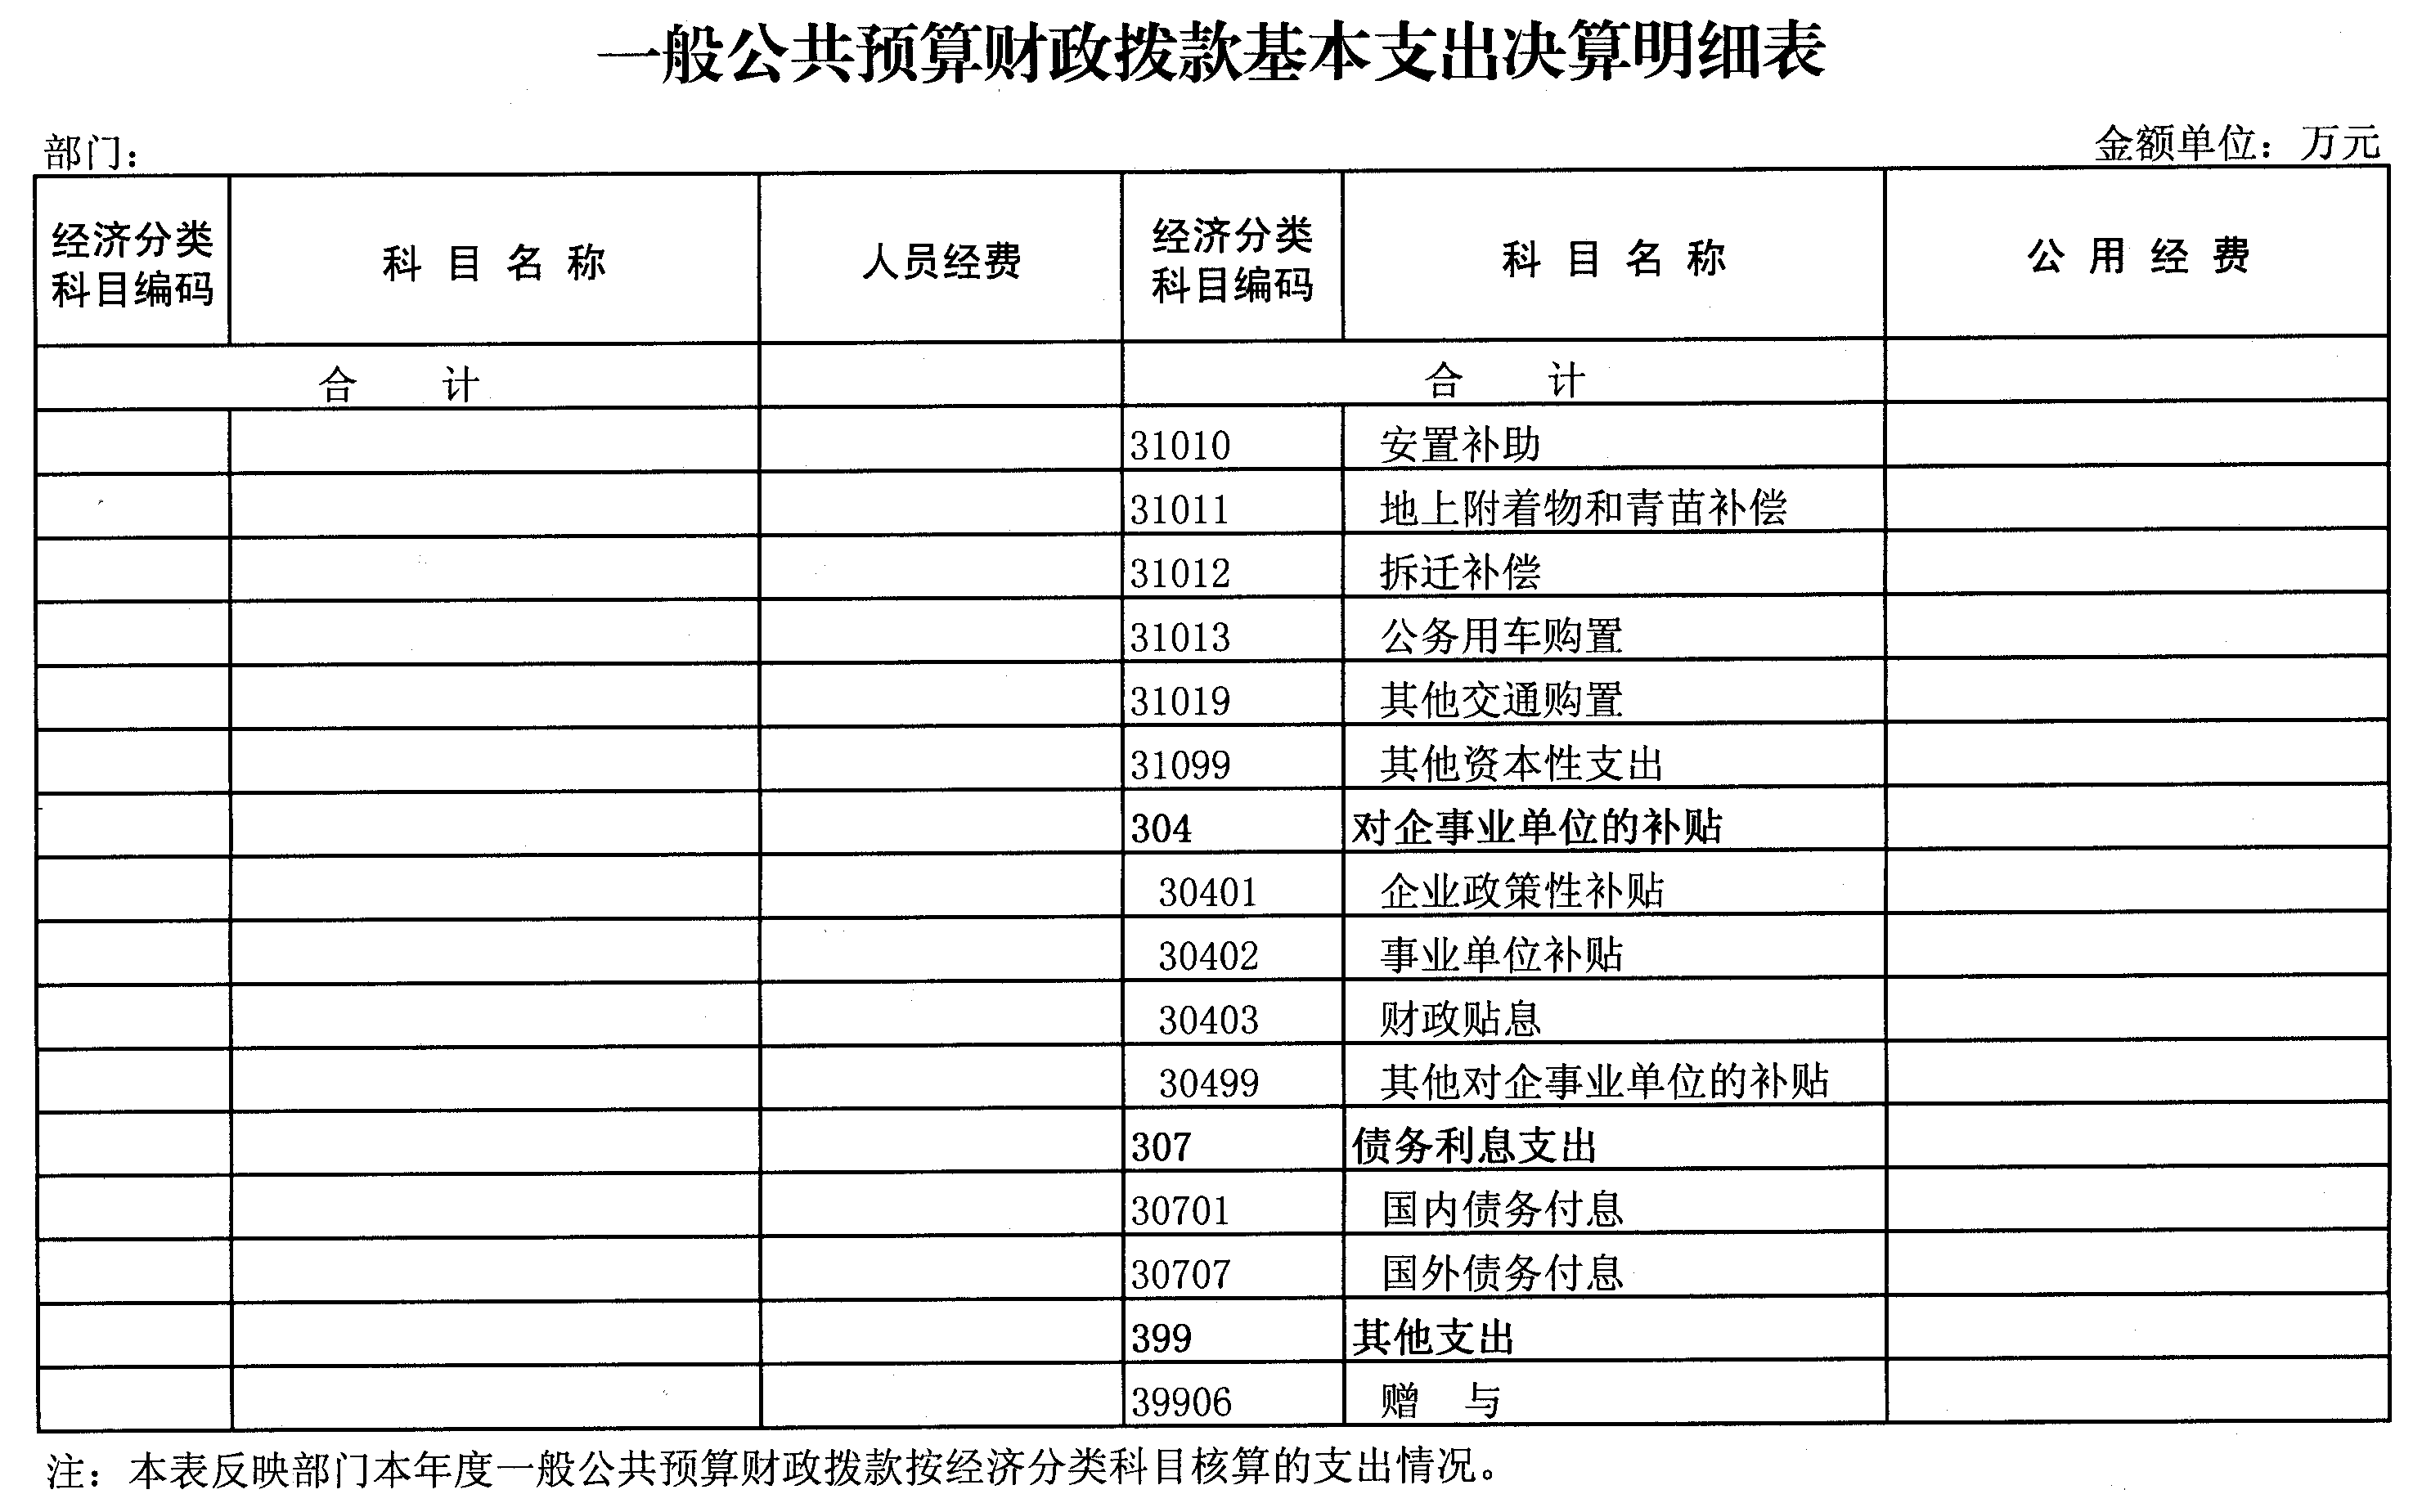 一般公共预算财政拨款基本支出决算明细表
部门： 金额单位：万元
经济分类科目编码 科目名称 人员经费 经济分类科目编码 科目名称 公用经费
合 计 合 计
31010 安置补助
31011 地上附着物和青苗补偿
31012 拆迁补偿
31013 公务用车购置
31019 其他交通购置
31099 其他资本性支出
304 对企事业单位的补贴
30401 企业政策性补贴
30402 事业单位补贴
30403 财政贴息
30499 其他对企事业单位的补贴
307 债务利息支出
30701 国内债务付息
30707 国外债务付息
399 其他支出
39906 赠 与
注：本表反映部门本年度一般公共预算财政拨款按经济分类科目核算的支出情况。